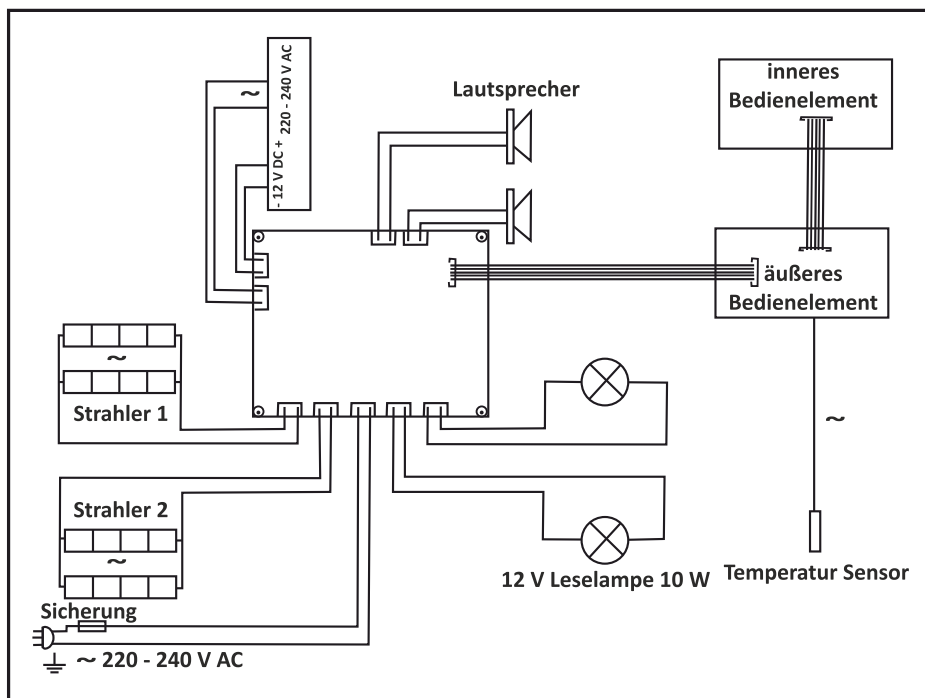 - 12 V DC +
~ 220 - 240 V AC
Lautsprecher
inneres
Bedienelement
äußeres
Bedienelement
~
Strahler 1
~
Strahler 2
~
12 V Leselampe 10 W
Temperatur Sensor
Sicherung
~ 220 - 240 V AC